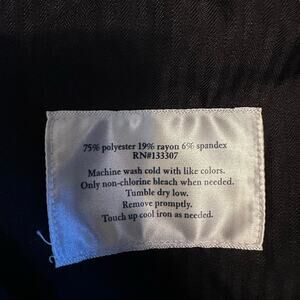 75% polyester 19% rayon 6% spandex
RN#133307
Machine wash cold with like colors.
Only non-chlorine bleach when needed.
Tumble dry low.
Remove promptly.
Touch up cool iron as needed.